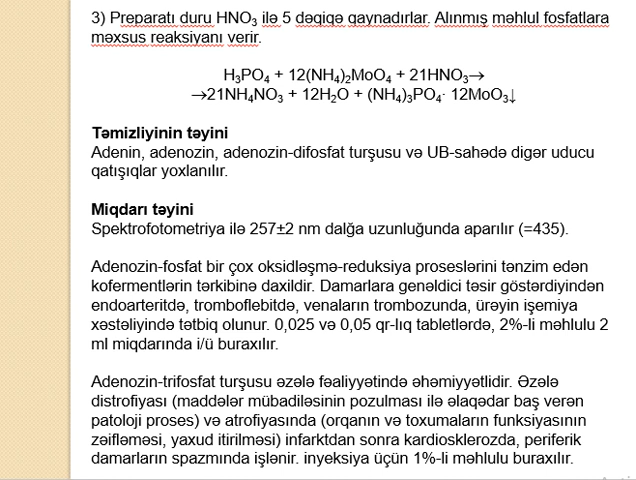 3) Preparatı duru HNO₃ ilə 5 dəqiqə qaynadırlar. Alınmış məhlul fosfatlara
məxsus reaksiyanı verir.
H₃PO₄ + 12(NH₄)₂MoO₄ + 21HNO₃→
→21NH₄NO₃ + 12H₂O + (NH₄)₃PO₄· 12MoO₃↓
Təmizliyinin təyini
Adenin, adenozin, adenozin-difosfat turşusu və UB-sahədə digər uducu
qatışıqlar yoxlanılır.
Miqdarı təyini
Spektrofotometriya ilə 257±2 nm dalğa uzunluğunda aparılır (=435).
Adenozin-fosfat bir çox oksidləşmə-reduksiya proseslərini tənzim edən
kofermentlərin tərkibinə daxildir. Damarlara genəldici təsir göstərdiyindən
endoarteritdə, tromboflebitdə, venaların trombozunda, ürəyin işemiya
xəstəliyində tətbiq olunur. 0,025 və 0,05 qr-lıq tabletlərdə, 2%-li məhlulu 2
ml miqdarında i/ü buraxılır.
Adenozin-trifosfat turşusu əzələ fəaliyyətində əhəmiyyətlidir. Əzələ
distrofiyası (maddələr mübadiləsinin pozulması ilə əlaqədar baş verən
patoloji proses) və atrofiyasında (orqanın və toxumaların funksiyasının
zəifləməsi, yaxud itirilməsi) infarktdan sonra kardiosklerozda, periferik
damarların spazmında işlənir. inyeksiya üçün 1%-li məhlulu buraxılır.